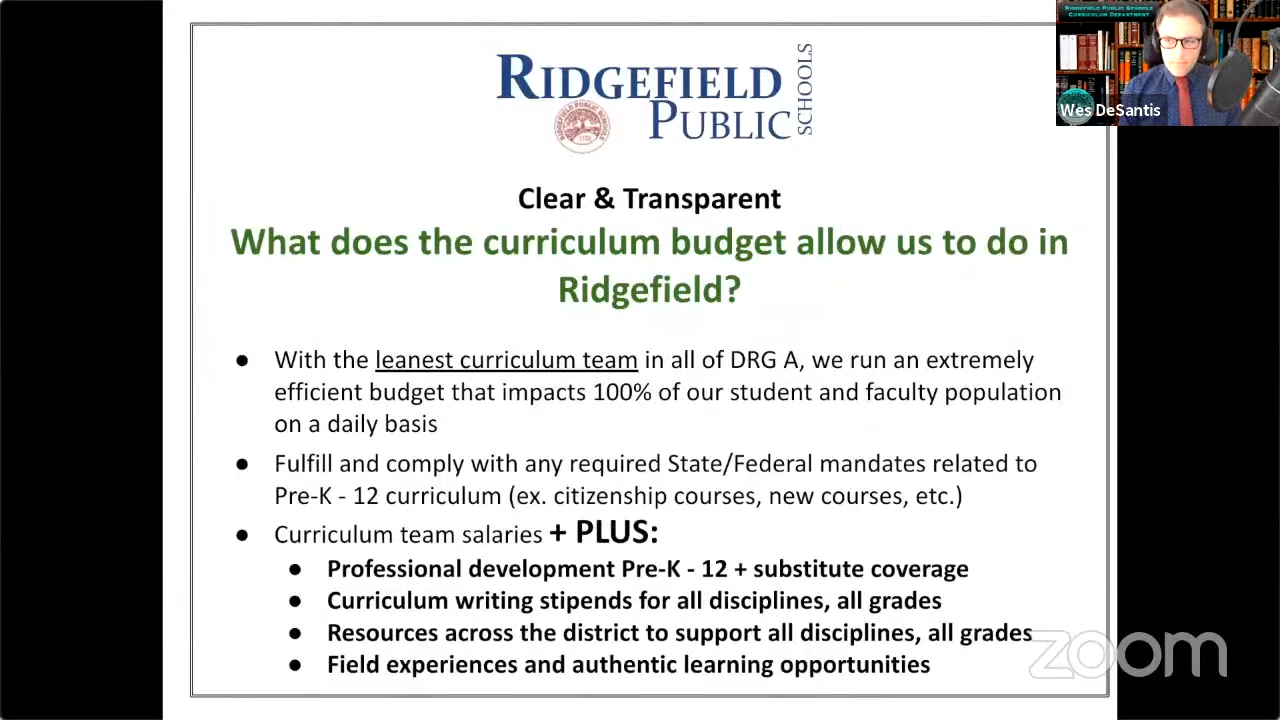 RIDGEFIELD PUBLIC SCHOOLS
CURRICULUM DEPARTMENT
Wes DeSantis
RIDGEFIELD
PUBLIC
SCHOOLS
Clear & Transparent
What does the curriculum budget allow us to do in
Ridgefield?
● With the leanest curriculum team in all of DRG A, we run an extremely
efficient budget that impacts 100% of our student and faculty population
on a daily basis
● Fulfill and comply with any required State/Federal mandates related to
Pre-K - 12 curriculum (ex. citizenship courses, new courses, etc.)
● Curriculum team salaries + PLUS:
● Professional development Pre-K - 12 + substitute coverage
● Curriculum writing stipends for all disciplines, all grades
● Resources across the district to support all disciplines, all grades
● Field experiences and authentic learning opportunities
zoom